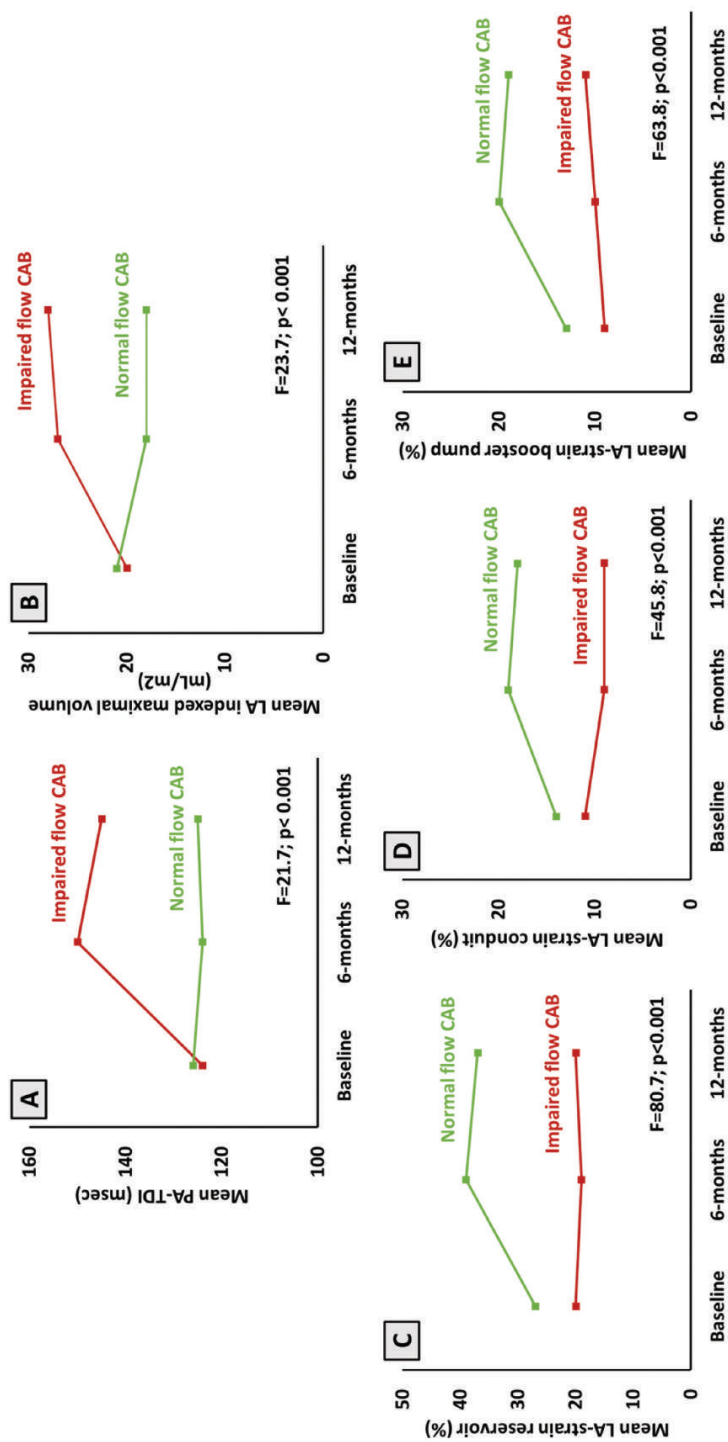 A
Mean PA-TDI (msec)
160
140
120
100
Impaired flow CAB
Normal flow CAB
F=21.7; p< 0.001
Baseline
6-months
12-months
B
Mean LA indexed maximal volume
(mL/m2)
30
20
10
0
Impaired flow CAB
Normal flow CAB
F=23.7; p< 0.001
Baseline
6-months
12-months
C
Mean LA-strain reservoir (%)
50
40
30
20
10
0
Normal flow CAB
Impaired flow CAB
F=80.7; p<0.001
Baseline
6-months
12-months
D
Mean LA-strain conduit (%)
30
20
10
0
Normal flow CAB
Impaired flow CAB
F=45.8; p<0.001
Baseline
6-months
12-months
E
Mean LA-strain booster pump (%)
30
20
10
0
Normal flow CAB
Impaired flow CAB
F=63.8; p<0.001
Baseline
6-months
12-months